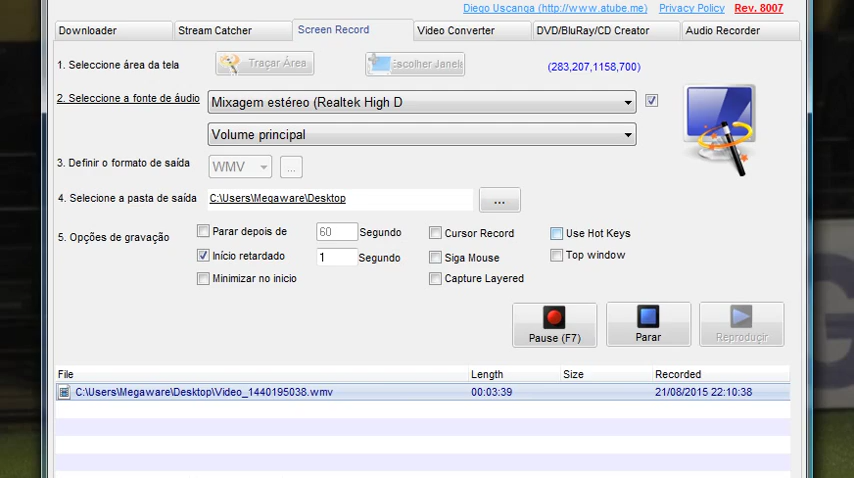 Diego Uscanga (http://www.atube.me) Privacy Policy Rev. 8007
Downloader Stream Catcher Screen Record Video Converter DVD/BluRay/CD Creator Audio Recorder
1. Seleccione área da tela Traçar Área Escolher Janela (283,207,1158,700)
2. Seleccione a fonte de áudio Mixagem estéreo (Realtek High D
Volume principal
3. Definir o formato de saída WMV ...
4. Selecione a pasta de saída C:\Users\Megaware\Desktop ...
5. Opções de gravação Parar depois de 60 Segundo Cursor Record Use Hot Keys
Início retardado 1 Segundo Siga Mouse Top window
Minimizar no inicio Capture Layered
Pause (F7) Parar Reproduçir
File Length Size Recorded
C:\Users\Megaware\Desktop\Video_1440195038.wmv 00:03:39 21/08/2015 22:10:38